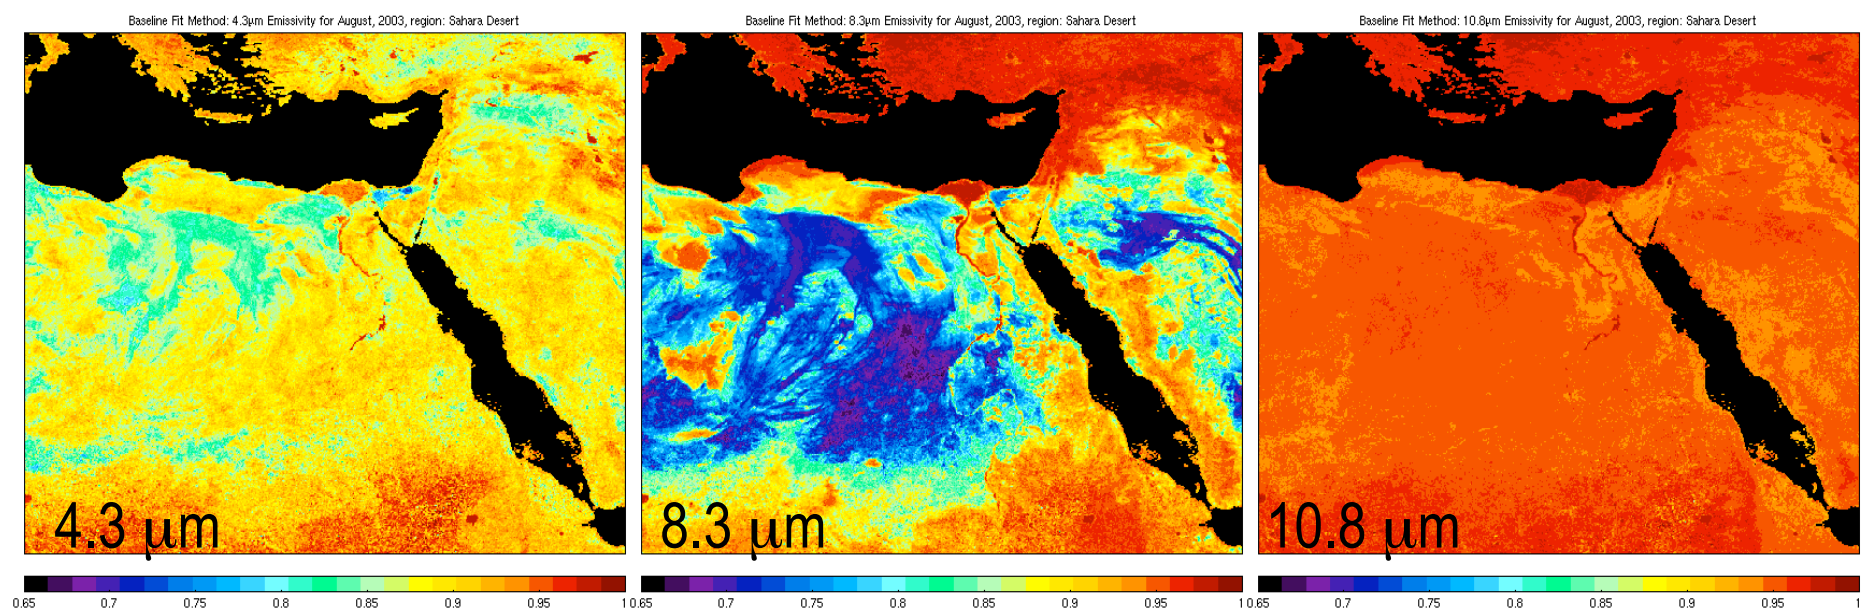 Baseline Fit Method: 4.3μm Emissivity for August, 2003, region: Sahara Desert
Baseline Fit Method: 8.3μm Emissivity for August, 2003, region: Sahara Desert
Baseline Fit Method: 10.8μm Emissivity for August, 2003, region: Sahara Desert
4.3 μm
8.3 μm
10.8 μm
0.65 0.7 0.75 0.8 0.85 0.9 0.95 1
0.65 0.7 0.75 0.8 0.85 0.9 0.95 1
0.65 0.7 0.75 0.8 0.85 0.9 0.95 1